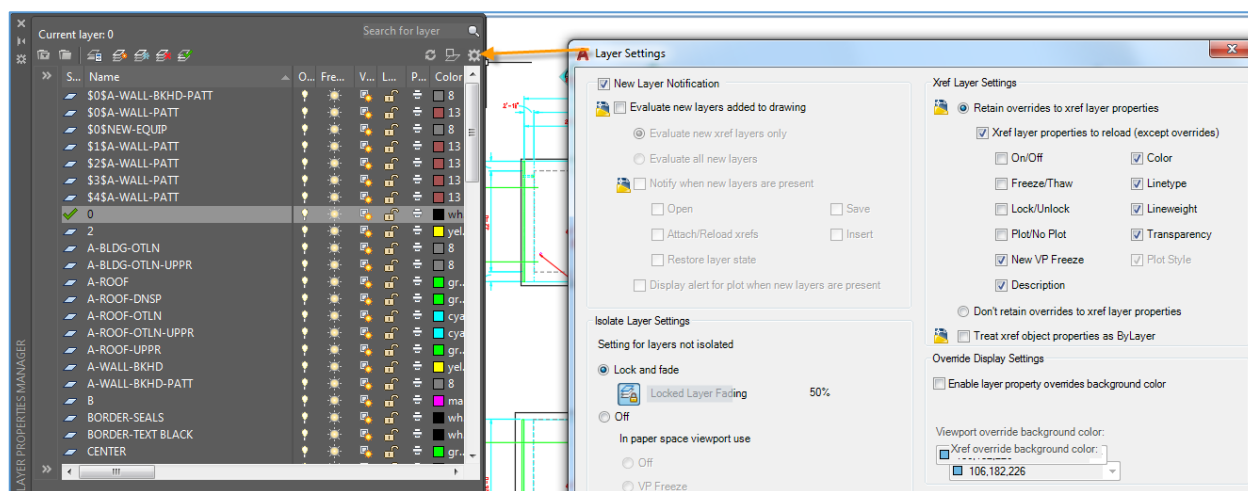 Current layer: 0
Search for layer
S... Name O... Fre... V... L... P... Color
$0$A-WALL-BKHD-PATT 8
$0$A-WALL-PATT 13
$0$NEW-EQUIP 8
$1$A-WALL-PATT 13
$2$A-WALL-PATT 13
$3$A-WALL-PATT 13
$4$A-WALL-PATT 13
0 wh
2 yel.
A-BLDG-OTLN 8
A-BLDG-OTLN-UPPR 8
A-ROOF gr..
A-ROOF-DNSP gr..
A-ROOF-OTLN cya
A-ROOF-OTLN-UPPR cya
A-ROOF-UPPR gr..
A-WALL-BKHD yel.
A-WALL-BKHD-PATT 8
B ma
BORDER-SEALS wh
BORDER-TEXT BLACK wh
CENTER gr..
LAYER PROPERTIES MANAGER
Layer Settings
New Layer Notification
Evaluate new layers added to drawing
Evaluate new xref layers only
Evaluate all new layers
Notify when new layers are present
Open Save
Attach/Reload xrefs Insert
Restore layer state
Display alert for plot when new layers are present
Isolate Layer Settings
Setting for layers not isolated
Lock and fade
Locked Layer Fading 50%
Off
In paper space viewport use
Off
VP Freeze
Xref Layer Settings
Retain overrides to xref layer properties
Xref layer properties to reload (except overrides)
On/Off Color
Freeze/Thaw Linetype
Lock/Unlock Lineweight
Plot/No Plot Transparency
New VP Freeze Plot Style
Description
Don't retain overrides to xref layer properties
Treat xref object properties as ByLayer
Override Display Settings
Enable layer property overrides background color
Viewport override background color:
Xref override background color:
106,182,226